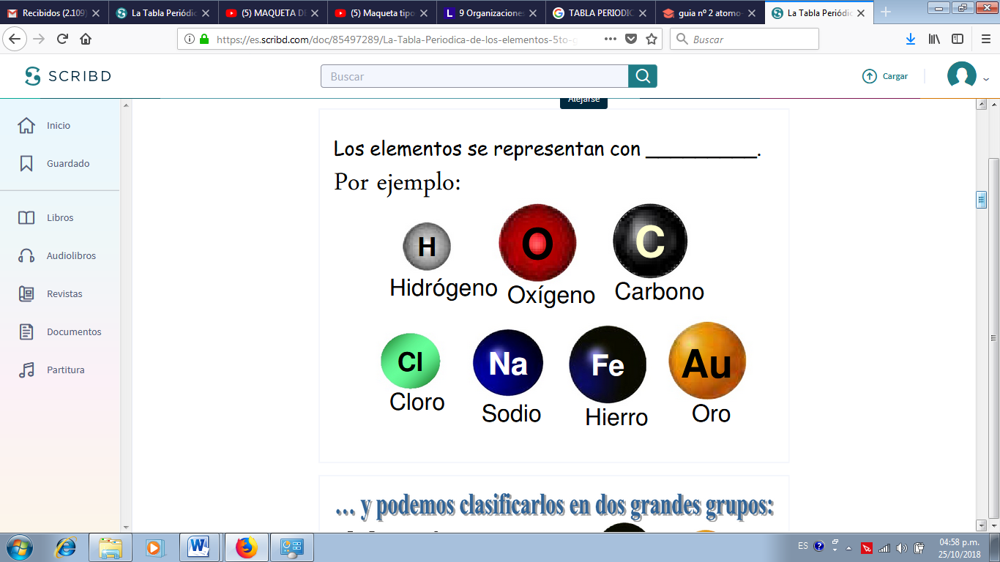 Recibidos (2.109)
La Tabla Periódic
(5) MAQUETA DE
(5) Maqueta tipo
9 Organizaciones
TABLA PERIODIC
guia nº 2 atomo-
La Tabla Periódic
https://es.scribd.com/doc/85497289/La-Tabla-Periodica-de-los-elementos-5to-g
Buscar
SCRIBD
Buscar
Cargar
Alejarse
Inicio
Guardado
Libros
Audiolibros
Revistas
Documentos
Partitura
Los elementos se representan con _________.
Por ejemplo:
H
O
C
Hidrógeno
Oxígeno
Carbono
Cl
Na
Fe
Au
Cloro
Sodio
Hierro
Oro
... y podemos clasificarlos en dos grandes grupos:
ES
04:58 p.m.
25/10/2018